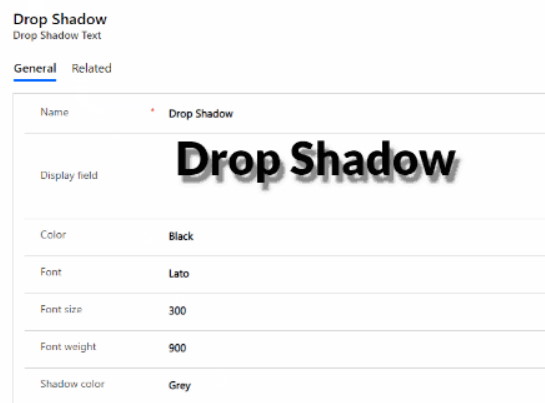 Drop Shadow
Drop Shadow Text
General Related
Name * Drop Shadow
Display field Drop Shadow
Color Black
Font Lato
Font size 300
Font weight 900
Shadow color Grey